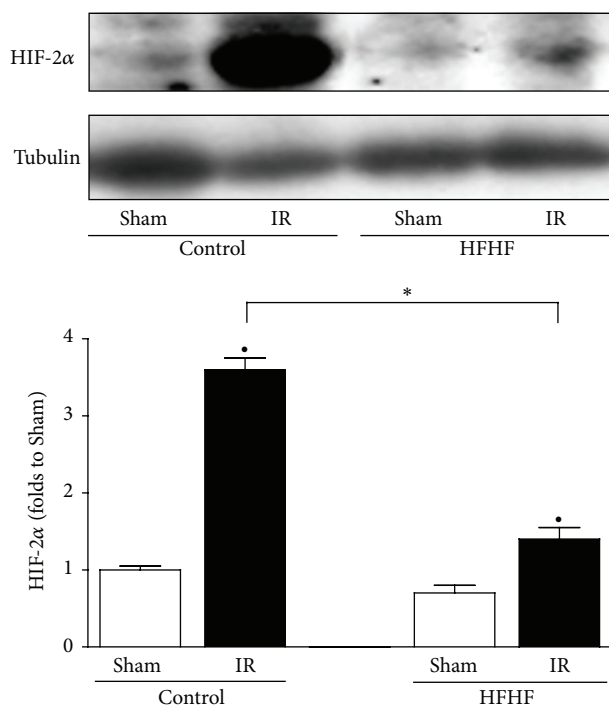 HIF-2α
Tubulin
Sham IR Sham IR
Control HFHF
*
4
3
2
1
0
HIF-2α (folds to Sham)
• •
Sham IR Sham IR
Control HFHF